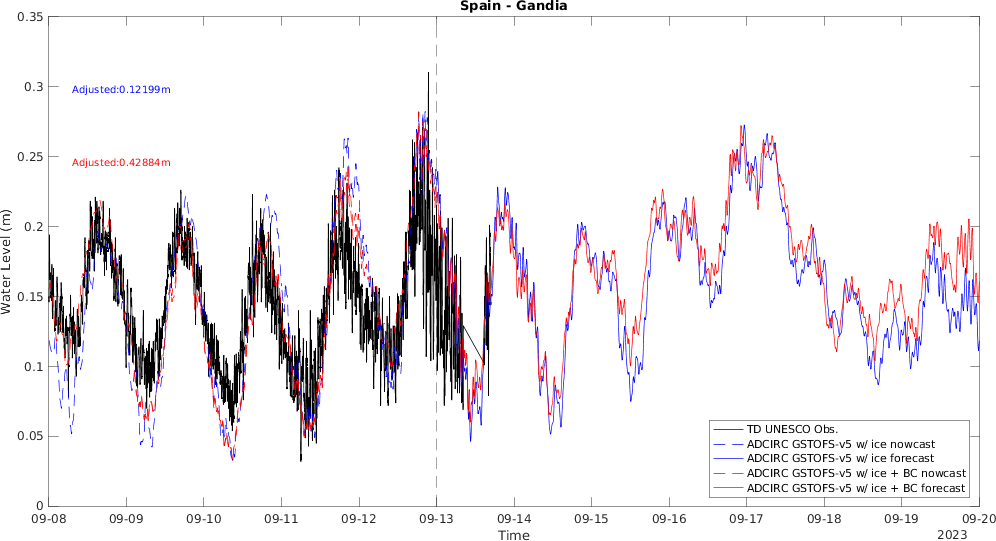 Spain - Gandia
0.35
0.3
0.25
0.2
0.15
0.1
0.05
0
Water Level (m)
Adjusted:0.12199m
Adjusted:0.42884m
TD UNESCO Obs.
ADCIRC GSTOFS-v5 w/ ice nowcast
ADCIRC GSTOFS-v5 w/ ice forecast
ADCIRC GSTOFS-v5 w/ ice + BC nowcast
ADCIRC GSTOFS-v5 w/ ice + BC forecast
09-08 09-09 09-10 09-11 09-12 09-13 09-14 09-15 09-16 09-17 09-18 09-19 09-20
Time
2023